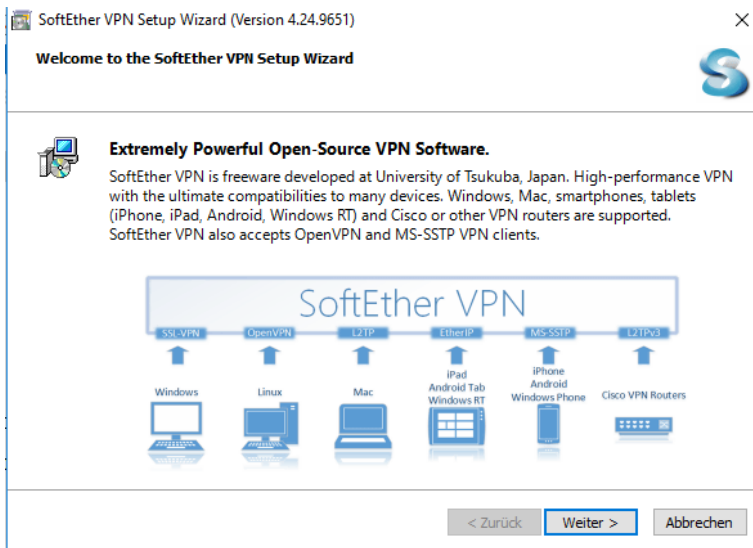 SoftEther VPN Setup Wizard (Version 4.24.9651)
Welcome to the SoftEther VPN Setup Wizard
Extremely Powerful Open-Source VPN Software.
SoftEther VPN is freeware developed at University of Tsukuba, Japan. High-performance VPN
with the ultimate compatibilities to many devices. Windows, Mac, smartphones, tablets
(iPhone, iPad, Android, Windows RT) and Cisco or other VPN routers are supported.
SoftEther VPN also accepts OpenVPN and MS-SSTP VPN clients.
SoftEther VPN
SSL-VPN OpenVPN L2TP EtherIP MS-SSTP L2TPv3
Windows
Linux
Mac
iPad
Android Tab
Windows RT
iPhone
Android
Windows Phone
Cisco VPN Routers
< Zurück Weiter > Abbrechen